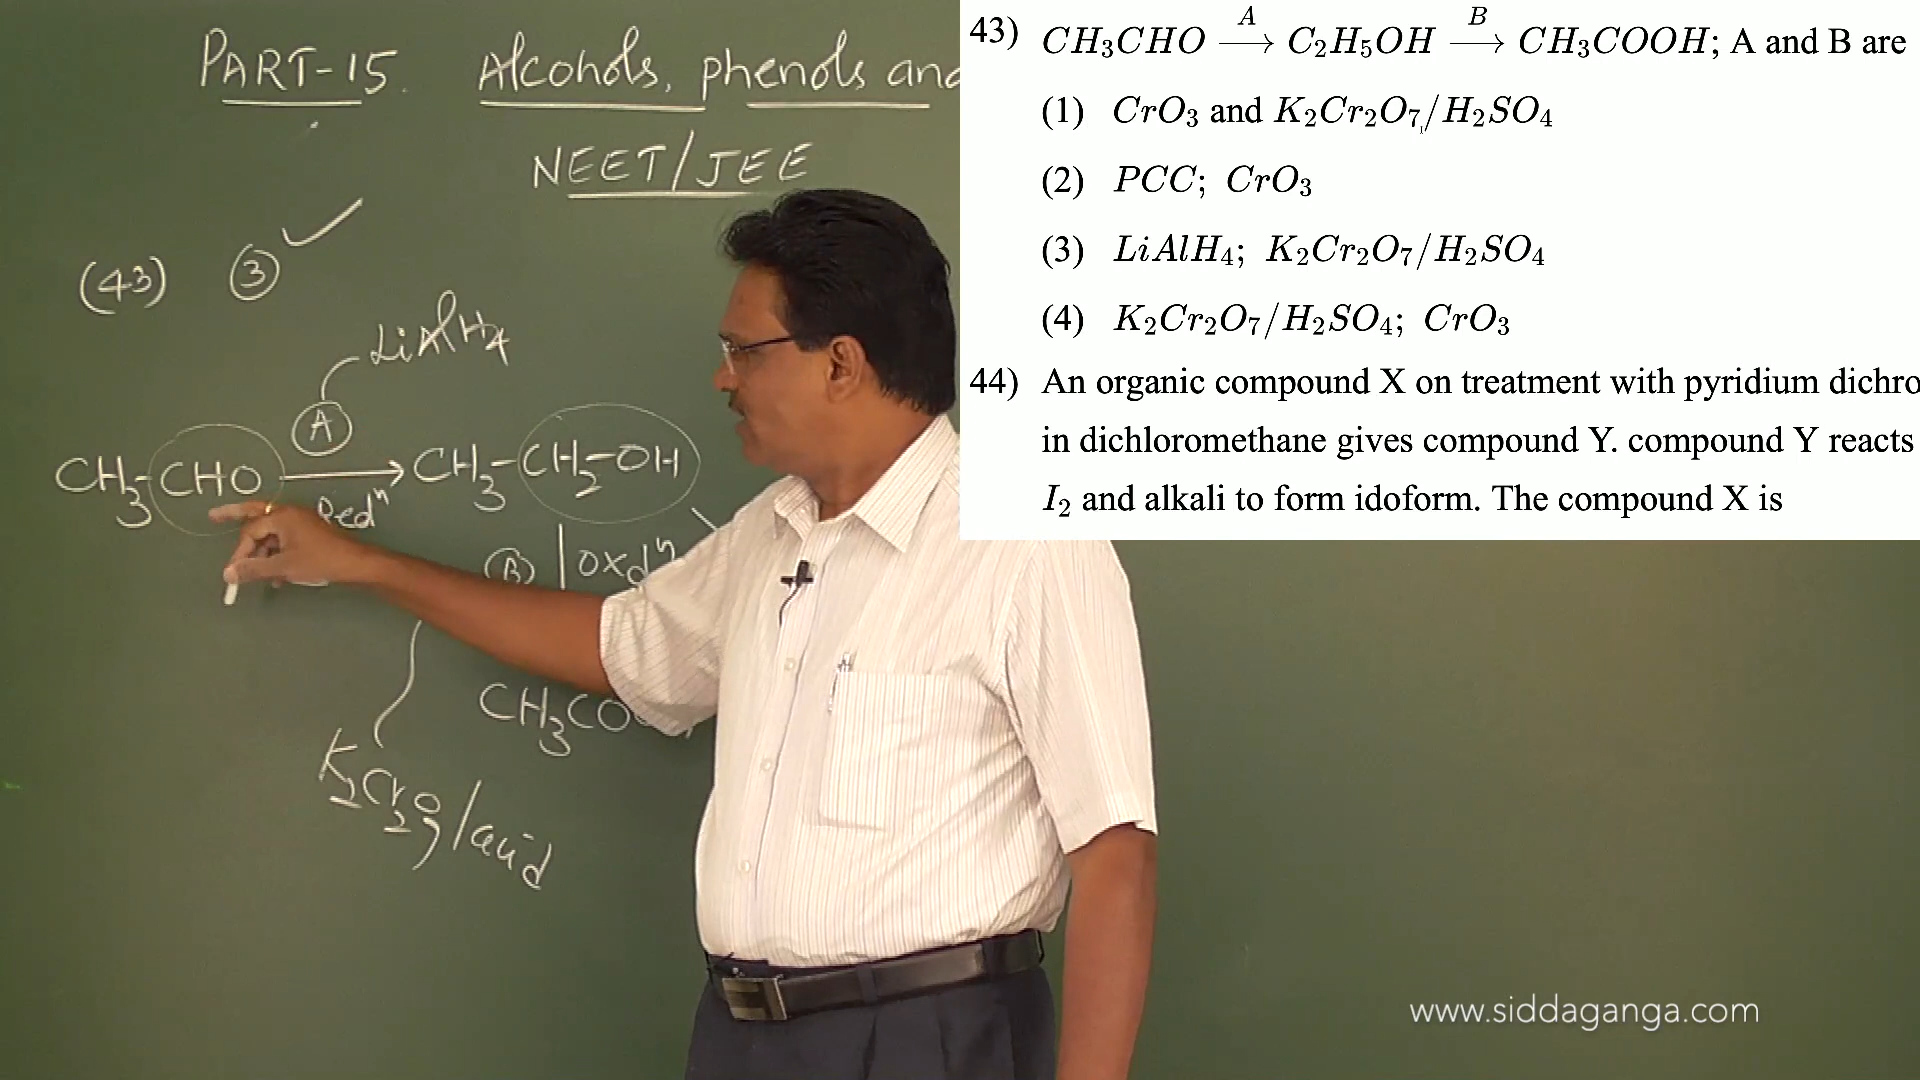 PART-15. Alcohols, phenols and
NEET/JEE
(43) 3
LiAlH4
A
CH3-CHO → CH3-CH2-OH
Redn
B oxdn
CH3CO
K2Cr2O7/acid
43) CH3CHO →A C2H5OH →B CH3COOH; A and B are
(1) CrO3 and K2Cr2O7/H2SO4
(2) PCC; CrO3
(3) LiAlH4; K2Cr2O7/H2SO4
(4) K2Cr2O7/H2SO4; CrO3
44) An organic compound X on treatment with pyridium dichro
in dichloromethane gives compound Y. compound Y reacts
I2 and alkali to form idoform. The compound X is
www.siddaganga.com